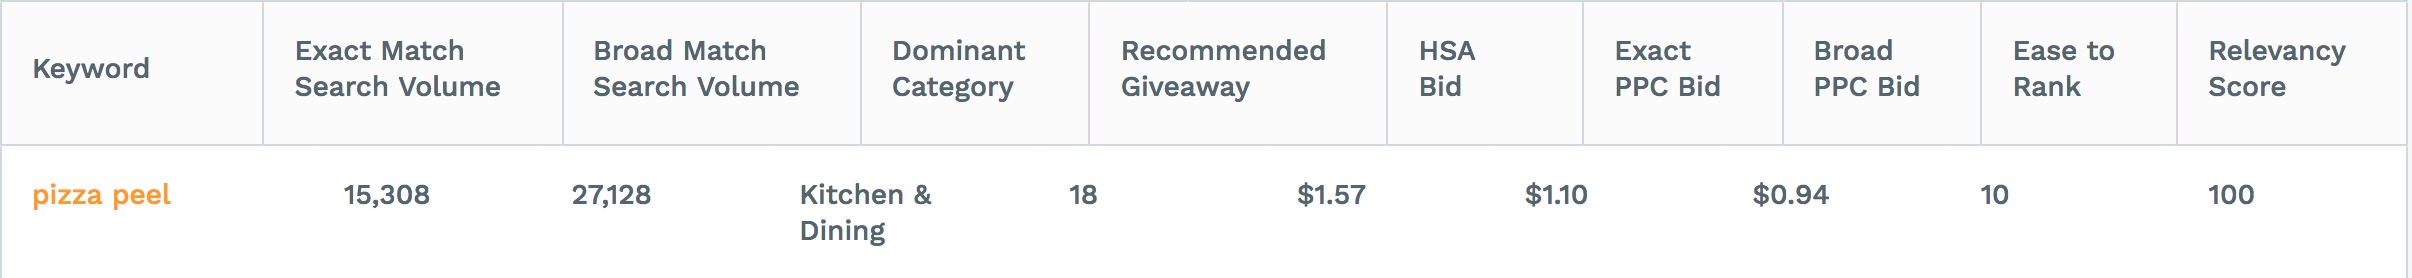 Keyword
Exact Match
Search Volume
Broad Match
Search Volume
Dominant
Category
Recommended
Giveaway
HSA
Bid
Exact
PPC Bid
Broad
PPC Bid
Ease to
Rank
Relevancy
Score
pizza peel
15,308
27,128
Kitchen &
Dining
18
$1.57
$1.10
$0.94
10
100